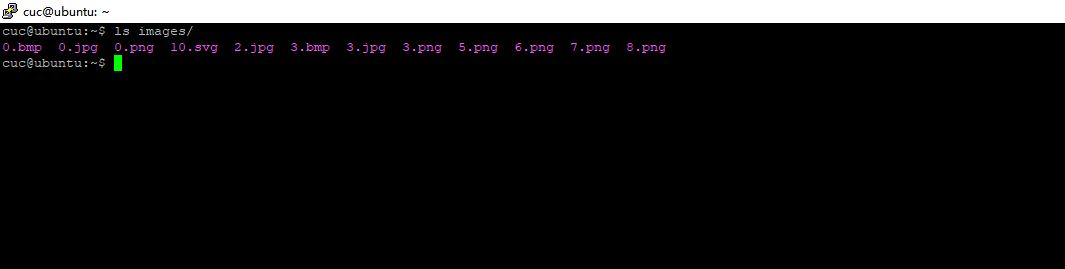 cuc@ubuntu: ~
cuc@ubuntu:~$ ls images/
0.bmp  0.jpg  0.png  10.svg  2.jpg  3.bmp  3.jpg  3.png  5.png  6.png  7.png  8.png
cuc@ubuntu:~$